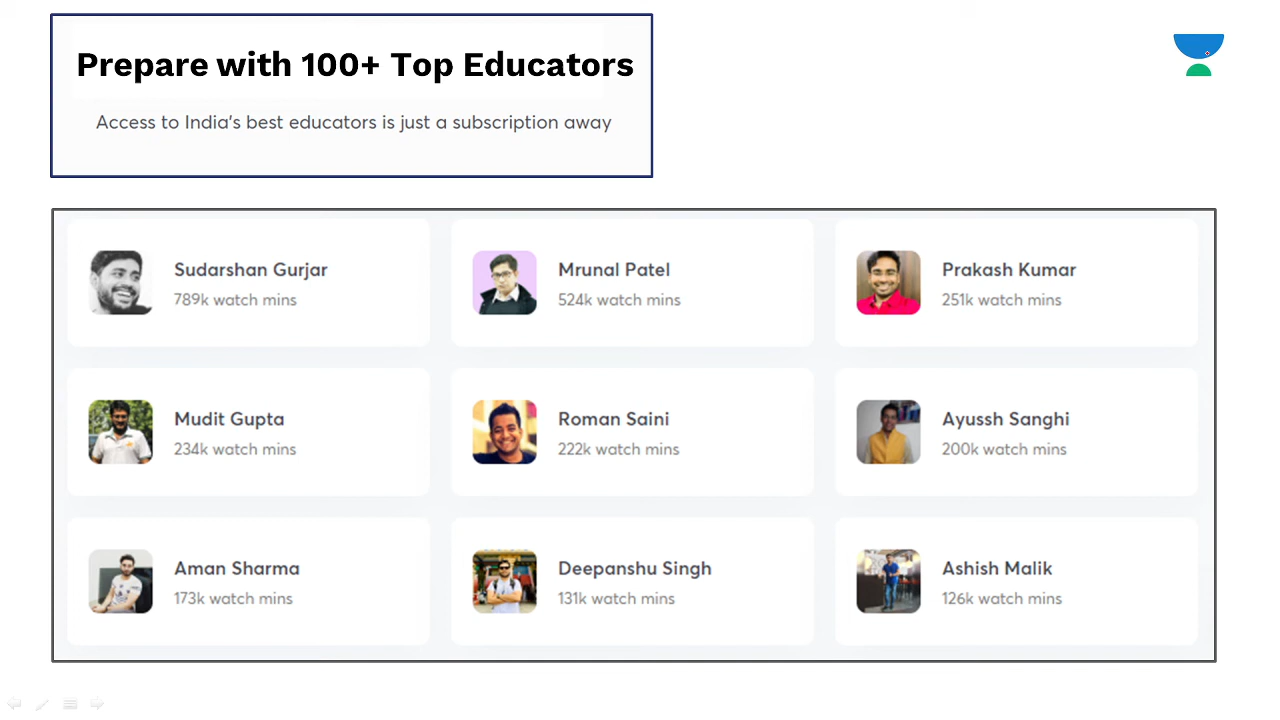 Prepare with 100+ Top Educators
Access to India's best educators is just a subscription away
Sudarshan Gurjar
789k watch mins
Mrunal Patel
524k watch mins
Prakash Kumar
251k watch mins
Mudit Gupta
234k watch mins
Roman Saini
222k watch mins
Ayussh Sanghi
200k watch mins
Aman Sharma
173k watch mins
Deepanshu Singh
131k watch mins
Ashish Malik
126k watch mins